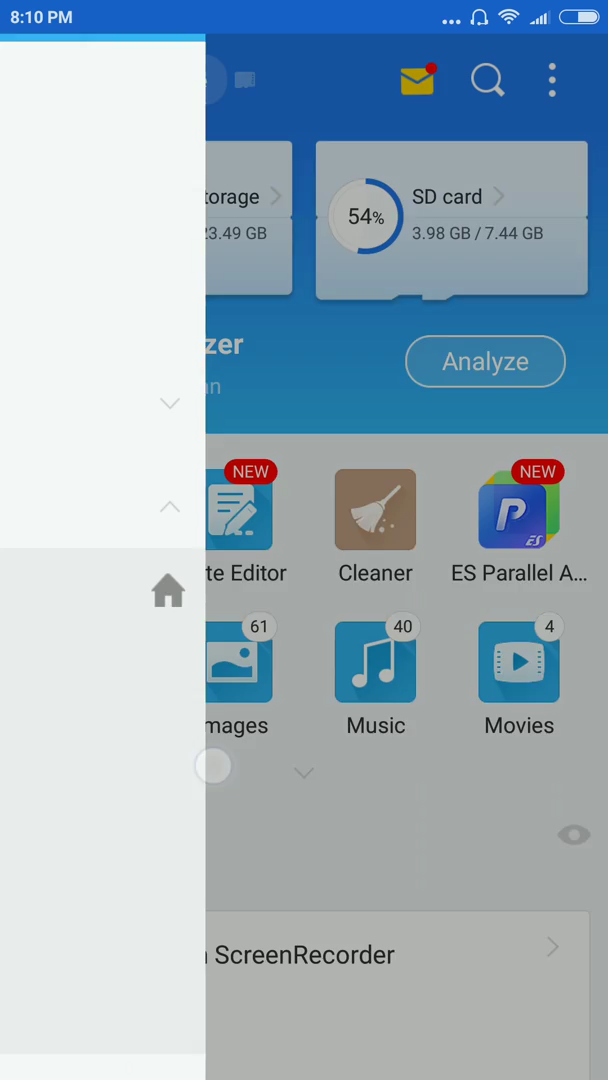 8:10 PM
torage
23.49 GB
54%
SD card
3.98 GB / 7.44 GB
zer
Analyze
NEW
NEW
P
ES
te Editor
Cleaner
ES Parallel A...
61
40
4
mages
Music
Movies
ScreenRecorder